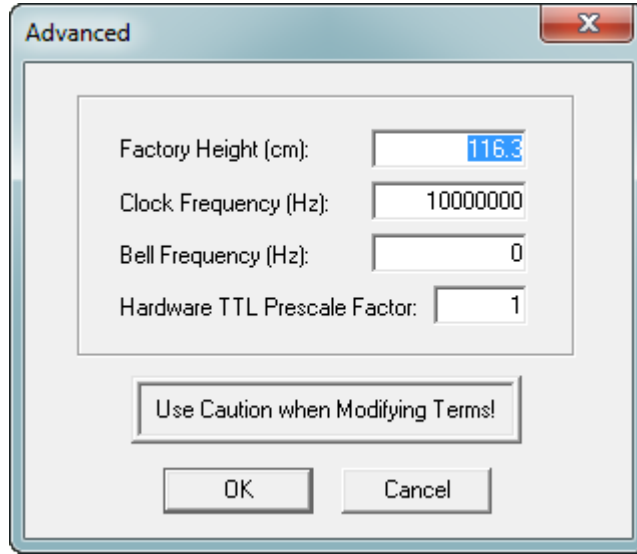 Advanced
Factory Height (cm): 116.3
Clock Frequency (Hz): 10000000
Bell Frequency (Hz): 0
Hardware TTL Prescale Factor: 1
Use Caution when Modifying Terms!
OK Cancel